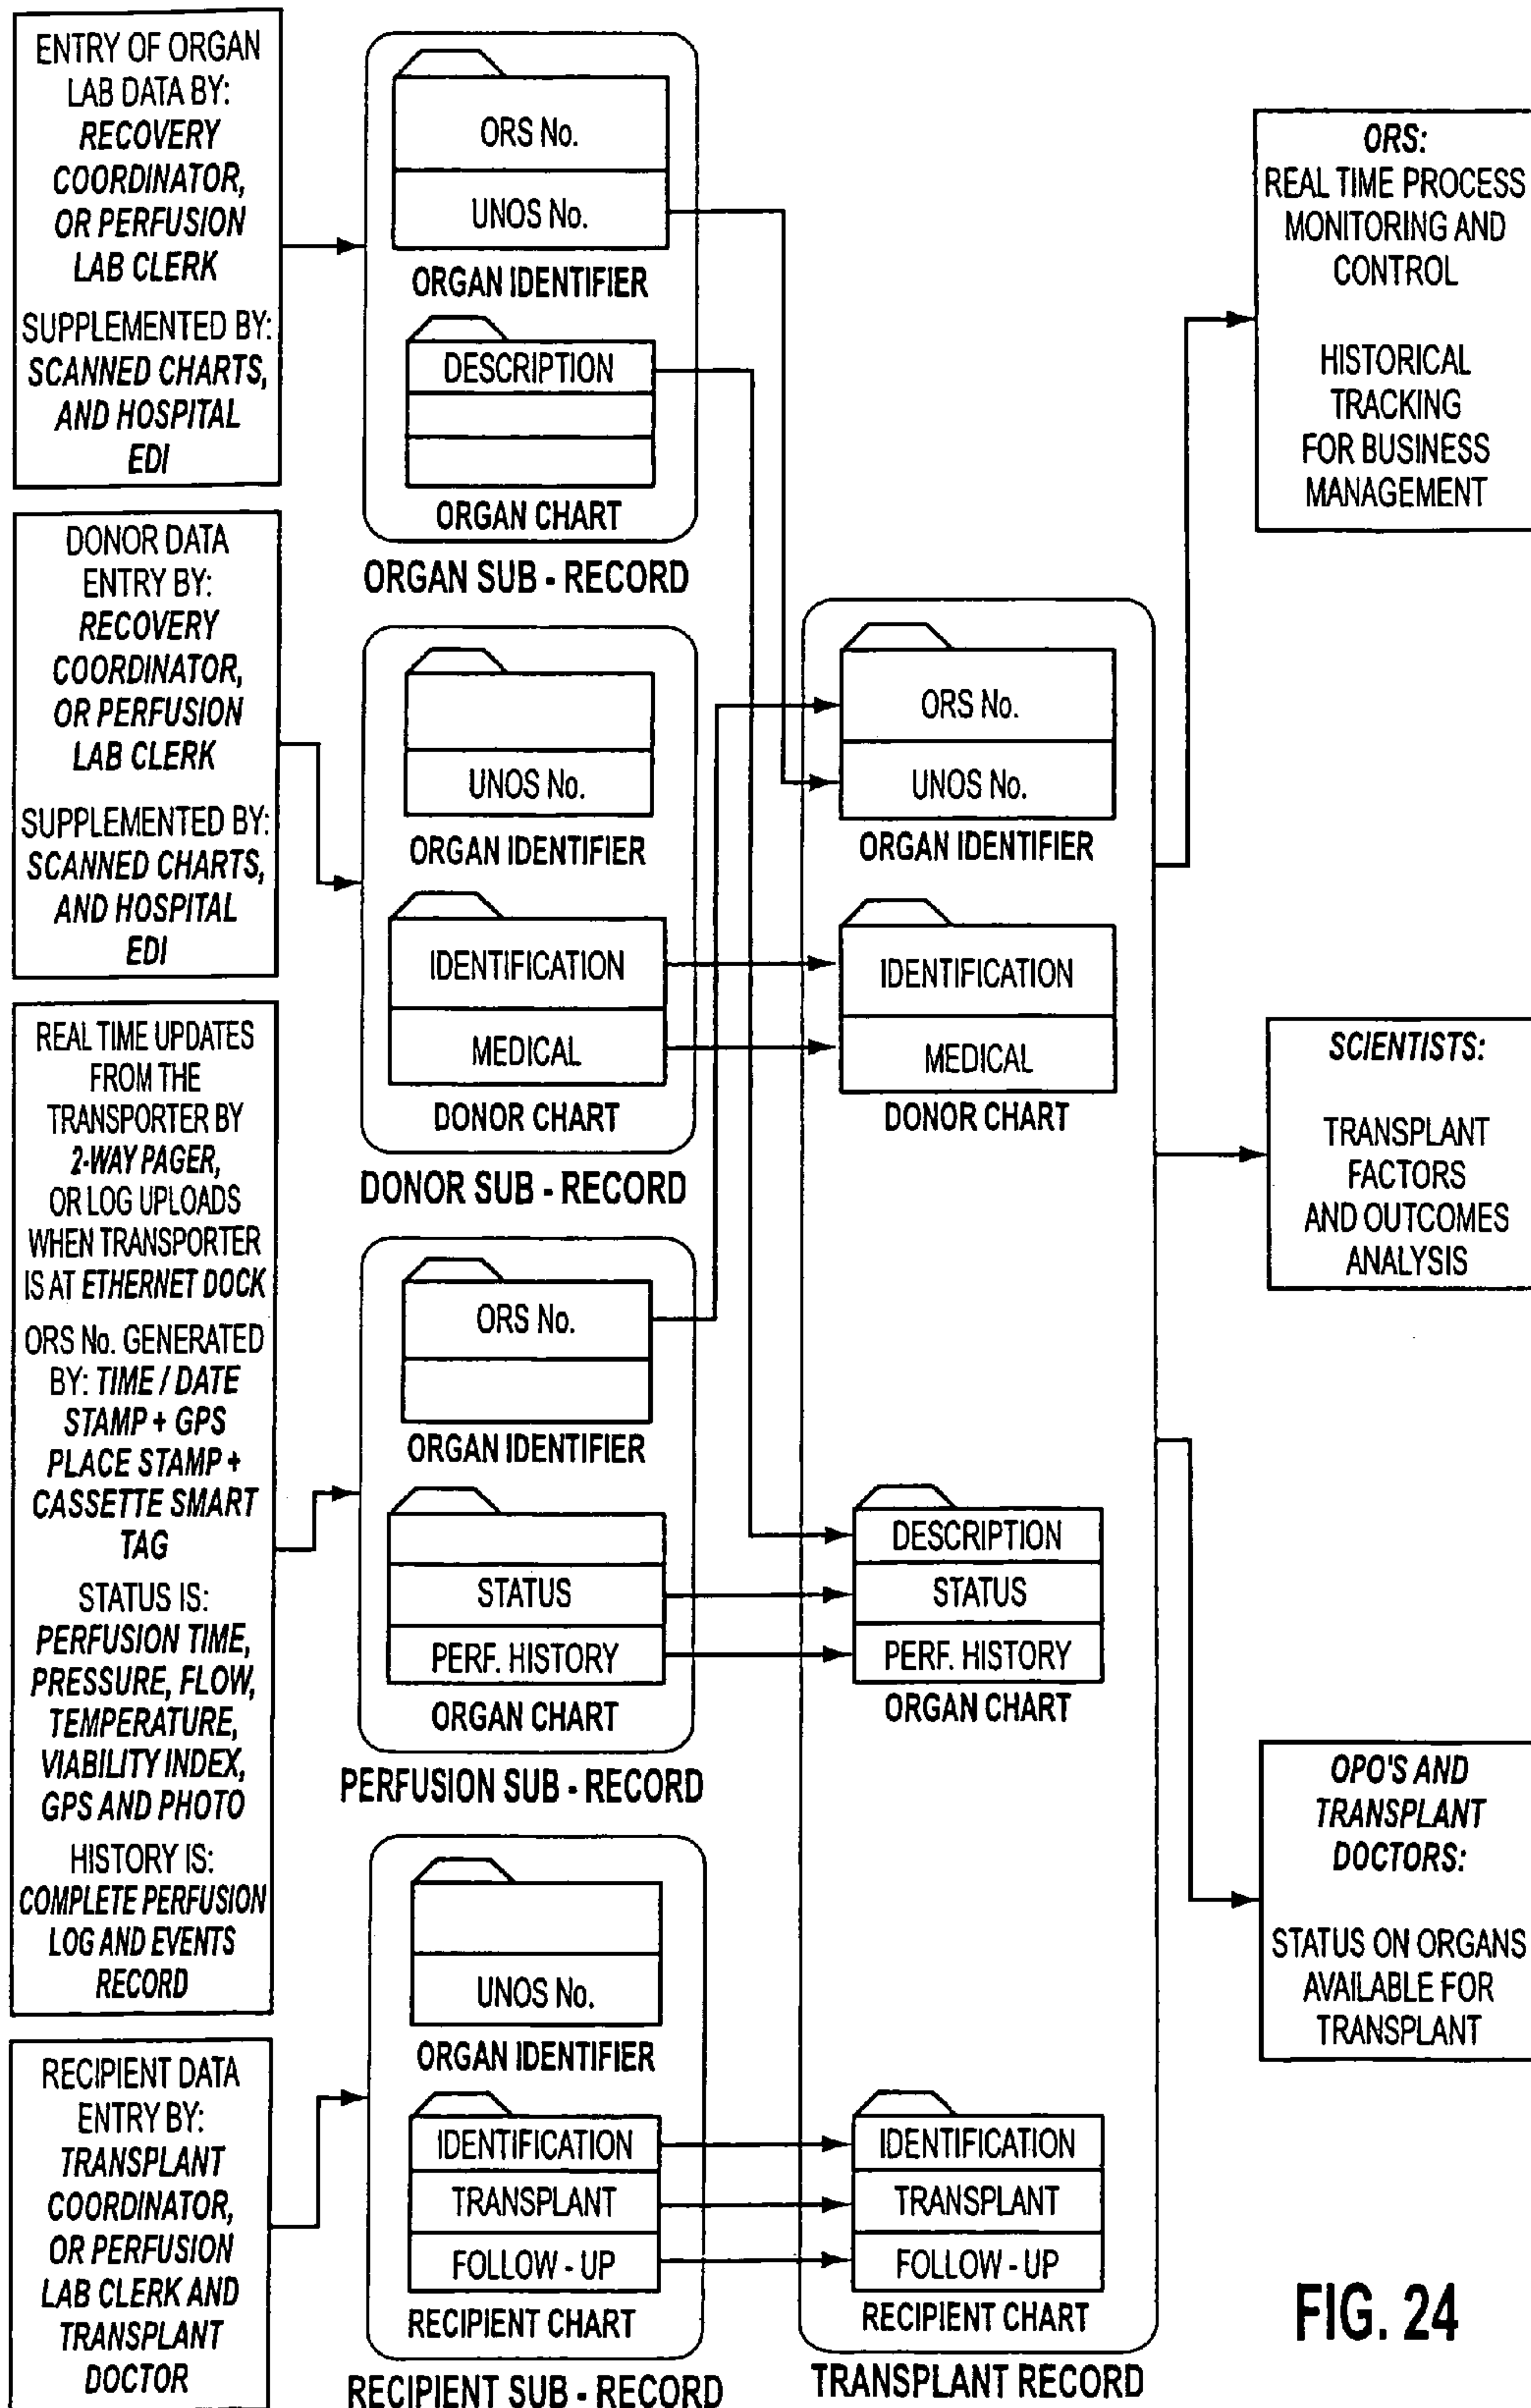 ENTRY OF ORGAN
LAB DATA BY:
RECOVERY
COORDINATOR,
OR PERFUSION
LAB CLERK
SUPPLEMENTED BY:
SCANNED CHARTS,
AND HOSPITAL
EDI
DONOR DATA
ENTRY BY:
RECOVERY
COORDINATOR,
OR PERFUSION
LAB CLERK
SUPPLEMENTED BY:
SCANNED CHARTS,
AND HOSPITAL
EDI
REAL TIME UPDATES
FROM THE
TRANSPORTER BY
2-WAY PAGER,
OR LOG UPLOADS
WHEN TRANSPORTER
IS AT ETHERNET DOCK
ORS No. GENERATED
BY: TIME / DATE
STAMP + GPS
PLACE STAMP +
CASSETTE SMART
TAG
STATUS IS:
PERFUSION TIME,
PRESSURE, FLOW,
TEMPERATURE,
VIABILITY INDEX,
GPS AND PHOTO
HISTORY IS:
COMPLETE PERFUSION
LOG AND EVENTS
RECORD
RECIPIENT DATA
ENTRY BY:
TRANSPLANT
COORDINATOR,
OR PERFUSION
LAB CLERK AND
TRANSPLANT
DOCTOR
ORS No.
UNOS No.
ORGAN IDENTIFIER
DESCRIPTION
ORGAN CHART
ORGAN SUB - RECORD
UNOS No.
ORGAN IDENTIFIER
IDENTIFICATION
MEDICAL
DONOR CHART
DONOR SUB - RECORD
ORS No.
ORGAN IDENTIFIER
STATUS
PERF. HISTORY
ORGAN CHART
PERFUSION SUB - RECORD
UNOS No.
ORGAN IDENTIFIER
IDENTIFICATION
TRANSPLANT
FOLLOW - UP
RECIPIENT CHART
RECIPIENT SUB - RECORD
ORS No.
UNOS No.
ORGAN IDENTIFIER
IDENTIFICATION
MEDICAL
DONOR CHART
DESCRIPTION
STATUS
PERF. HISTORY
ORGAN CHART
IDENTIFICATION
TRANSPLANT
FOLLOW - UP
RECIPIENT CHART
TRANSPLANT RECORD
ORS:
REAL TIME PROCESS
MONITORING AND
CONTROL
HISTORICAL
TRACKING
FOR BUSINESS
MANAGEMENT
SCIENTISTS:
TRANSPLANT
FACTORS
AND OUTCOMES
ANALYSIS
OPO'S AND
TRANSPLANT
DOCTORS:
STATUS ON ORGANS
AVAILABLE FOR
TRANSPLANT
FIG. 24